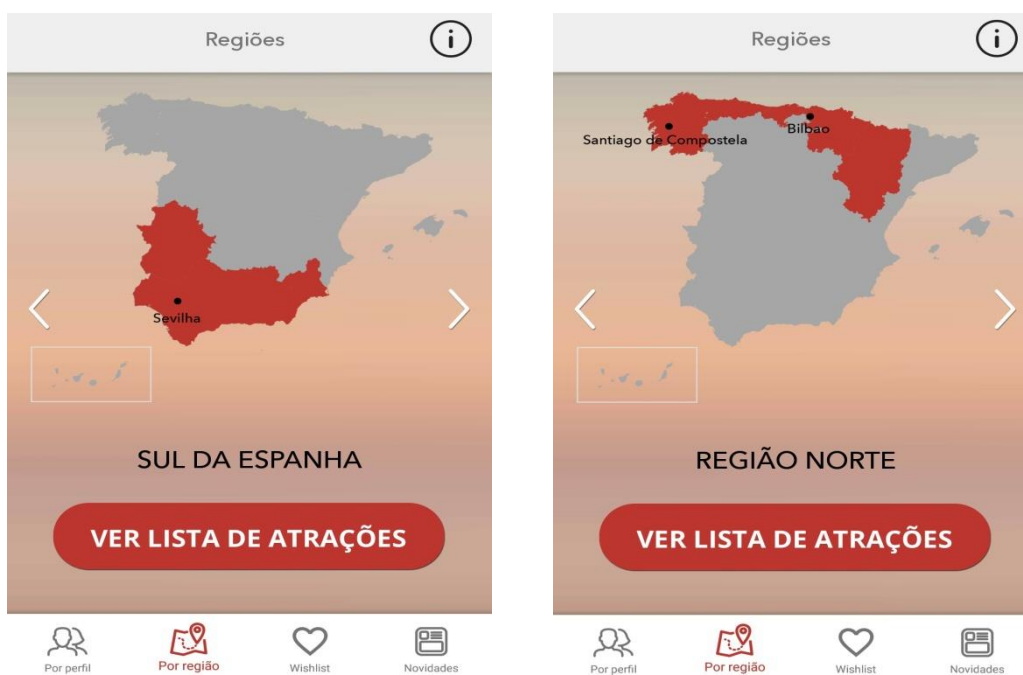 Regiões
Sevilha
SUL DA ESPANHA
VER LISTA DE ATRAÇÕES
Por perfil
Por região
Wishlist
Novidades
Regiões
Santiago de Compostela
Bilbao
REGIÃO NORTE
VER LISTA DE ATRAÇÕES
Por perfil
Por região
Wishlist
Novidades